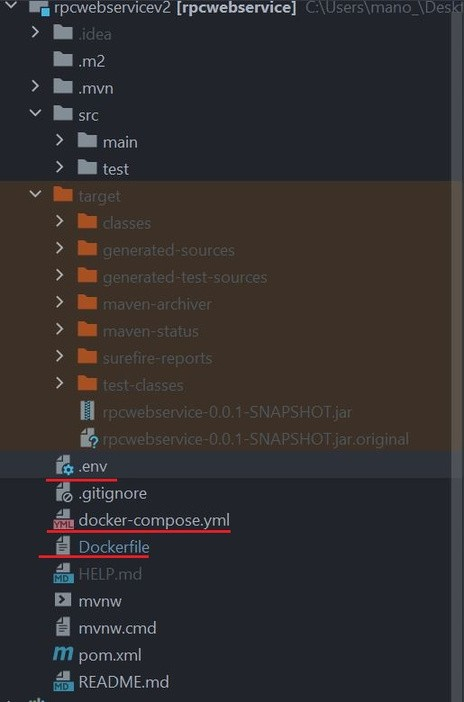 rpcwebservicev2 [rpcwebservice] C:\Users\mano_\Deskt
.idea
.m2
.mvn
src
main
test
target
classes
generated-sources
generated-test-sources
maven-archiver
maven-status
surefire-reports
test-classes
rpcwebservice-0.0.1-SNAPSHOT.jar
rpcwebservice-0.0.1-SNAPSHOT.jar.original
.env
.gitignore
YML docker-compose.yml
Dockerfile
MD HELP.md
mvnw
mvnw.cmd
m pom.xml
MD README.md